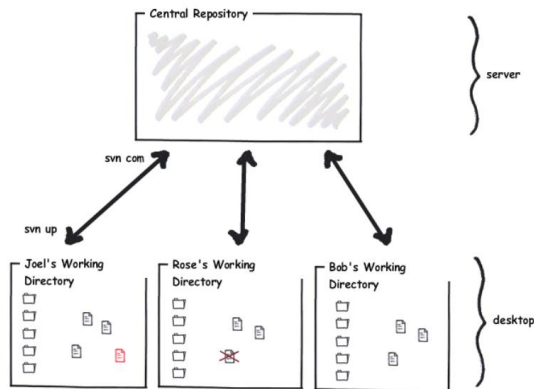 Central Repository
server
svn com
svn up
Joel's Working
Directory
Rose's Working
Directory
Bob's Working
Directory
desktop